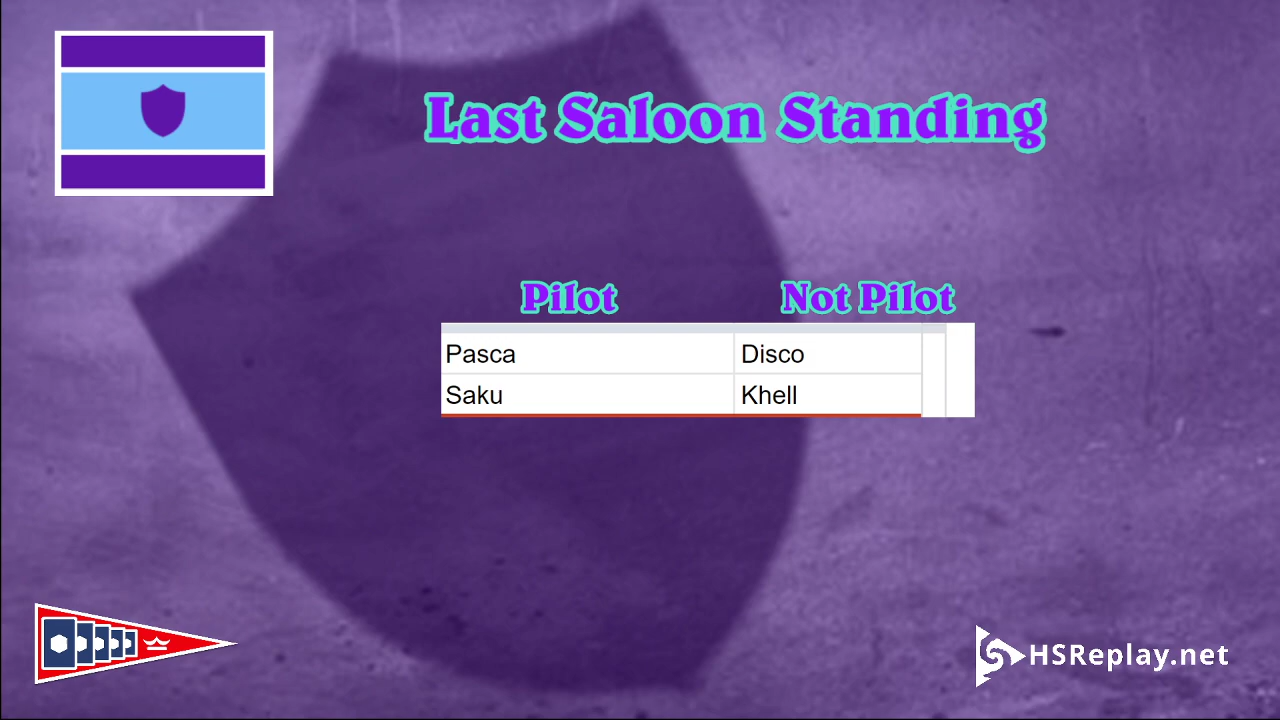 Last Saloon Standing
Pilot Not Pilot
Pasca Disco
Saku Khell
HSReplay.net